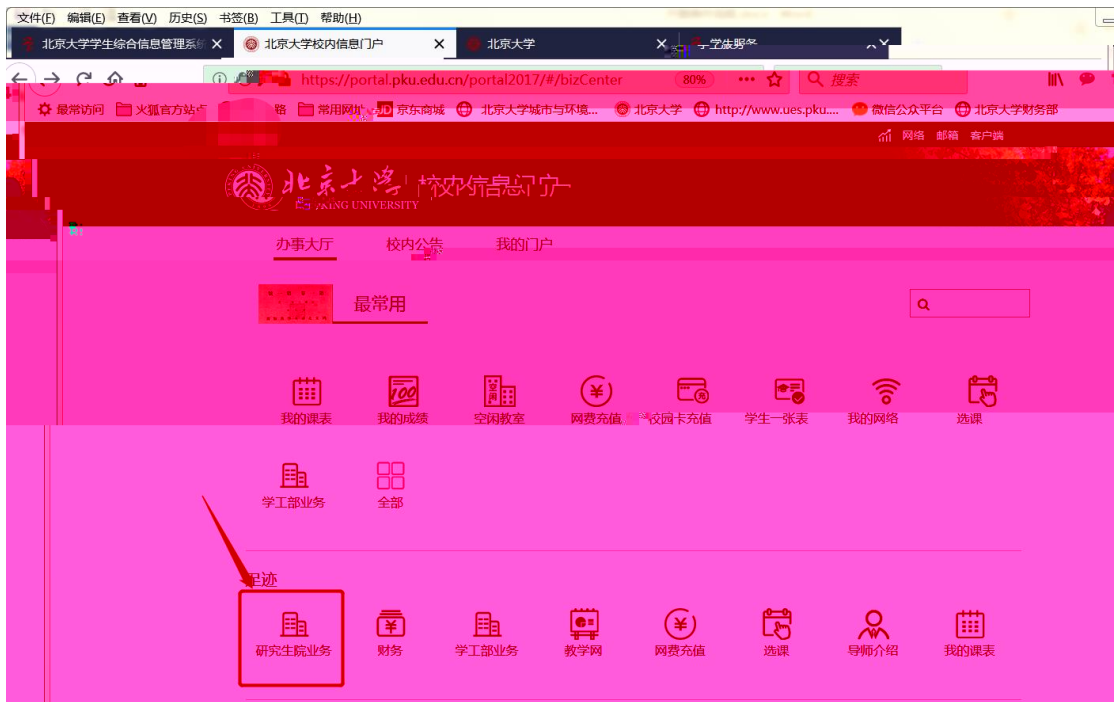 文件(F) 编辑(E) 查看(V) 历史(S) 书签(B) 工具(T) 帮助(H)
北京大学学生综合信息管理系统 北京大学校内信息门户 北京大学
https://portal.pku.edu.cn/portal2017/#/bizCenter 80% 搜索
最常访问 火狐官方站点 常用网址 JD 京东商城 北京大学城市与环境... 北京大学 http://www.ues.pku.... 微信公众平台 北京大学财务部
网络 邮箱 客户端
北京大学 校内信息门户
UNIVERSITY
办事大厅 校内公告 我的门户
最常用
我的课表 我的成绩 空闲教室 网费充值 校园卡充值 学生一张表 我的网络 选课
学工部业务 全部
足迹
研究生院业务 财务 学工部业务 教学网 网费充值 选课 导师介绍 我的课表